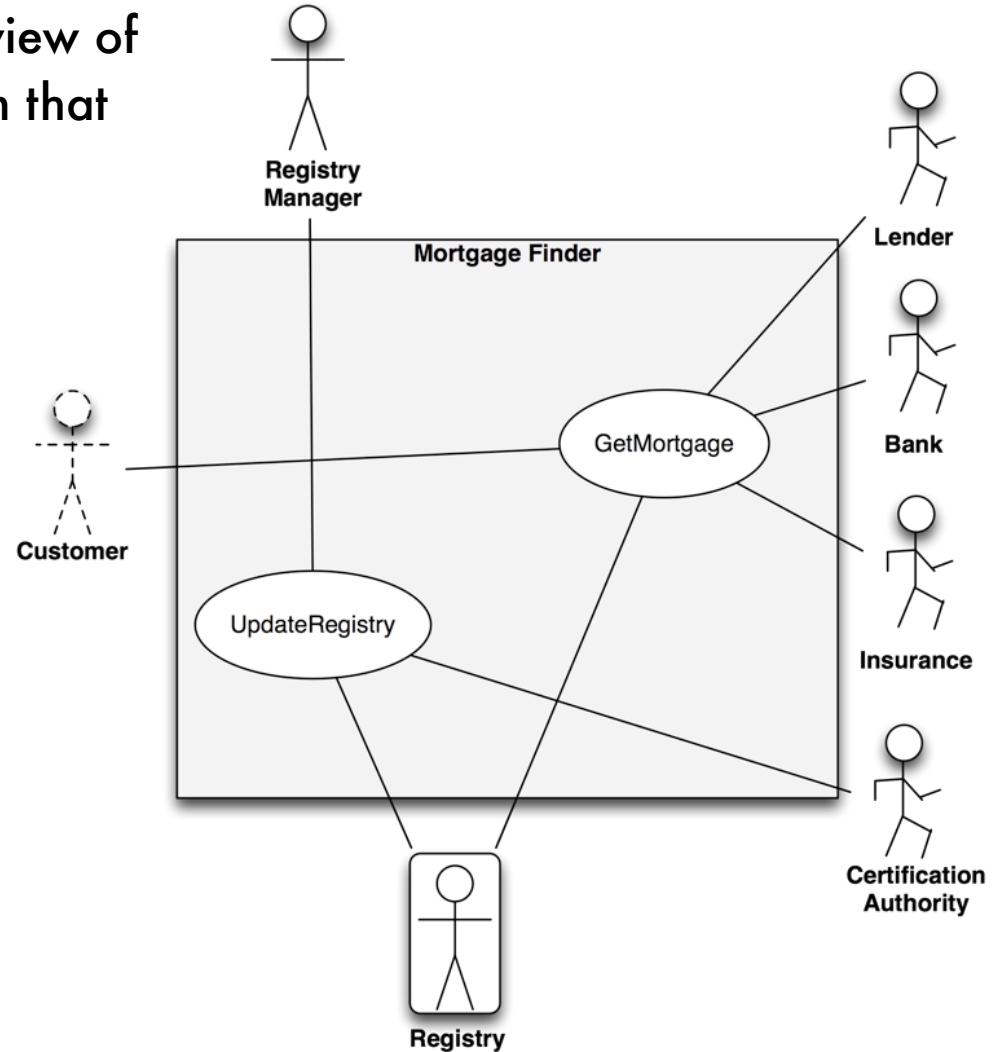 view of
that
Registry
Manager
Lender
Mortgage Finder
Bank
GetMortgage
Customer
UpdateRegistry
Insurance
Certification
Authority
Registry